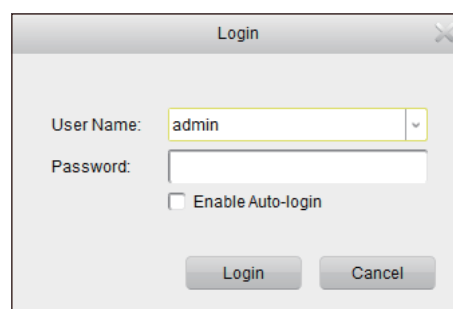 Login
User Name: admin
Password:
Enable Auto-login
Login Cancel